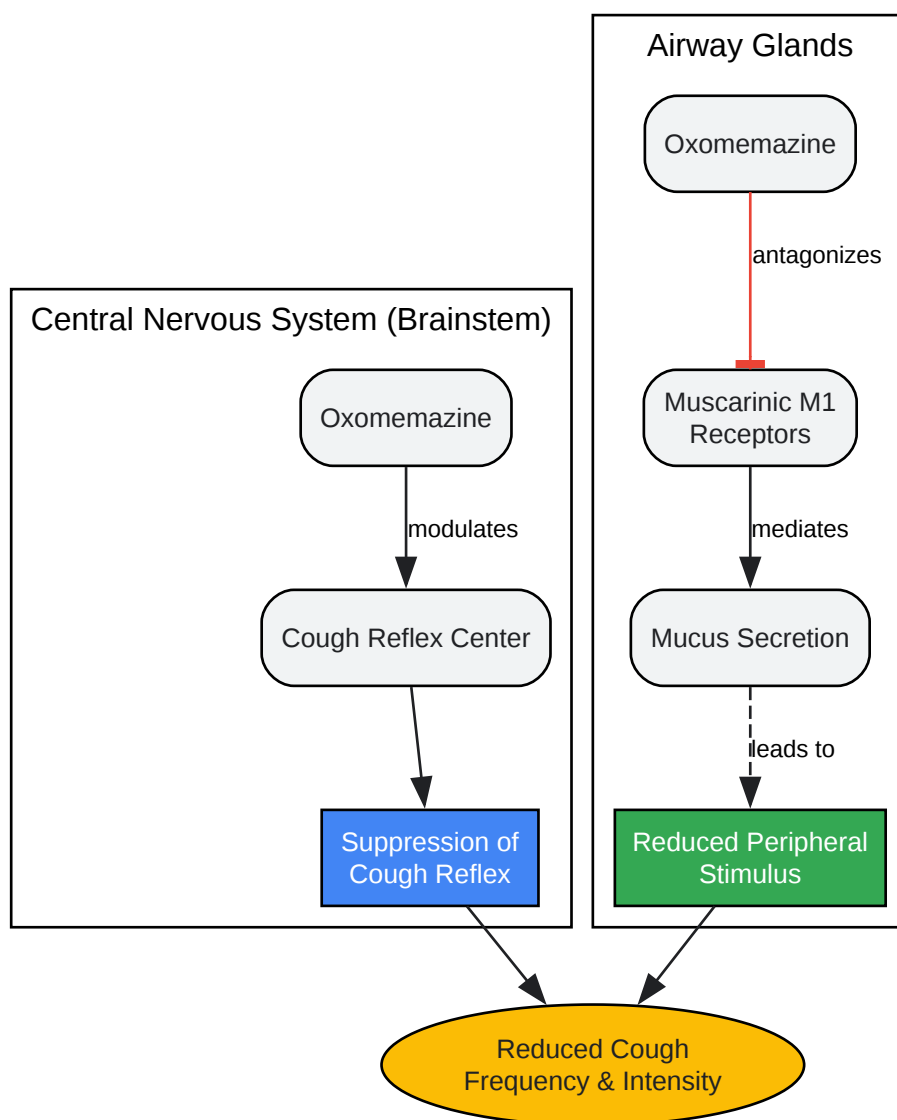 Airway Glands
Oxomemazine
antagonizes
Central Nervous System (Brainstem)
Oxomemazine
Muscarinic M1
Receptors
modulates
mediates
Cough Reflex Center
Mucus Secretion
leads to
Suppression of
Cough Reflex
Reduced Peripheral
Stimulus
Reduced Cough
Frequency & Intensity